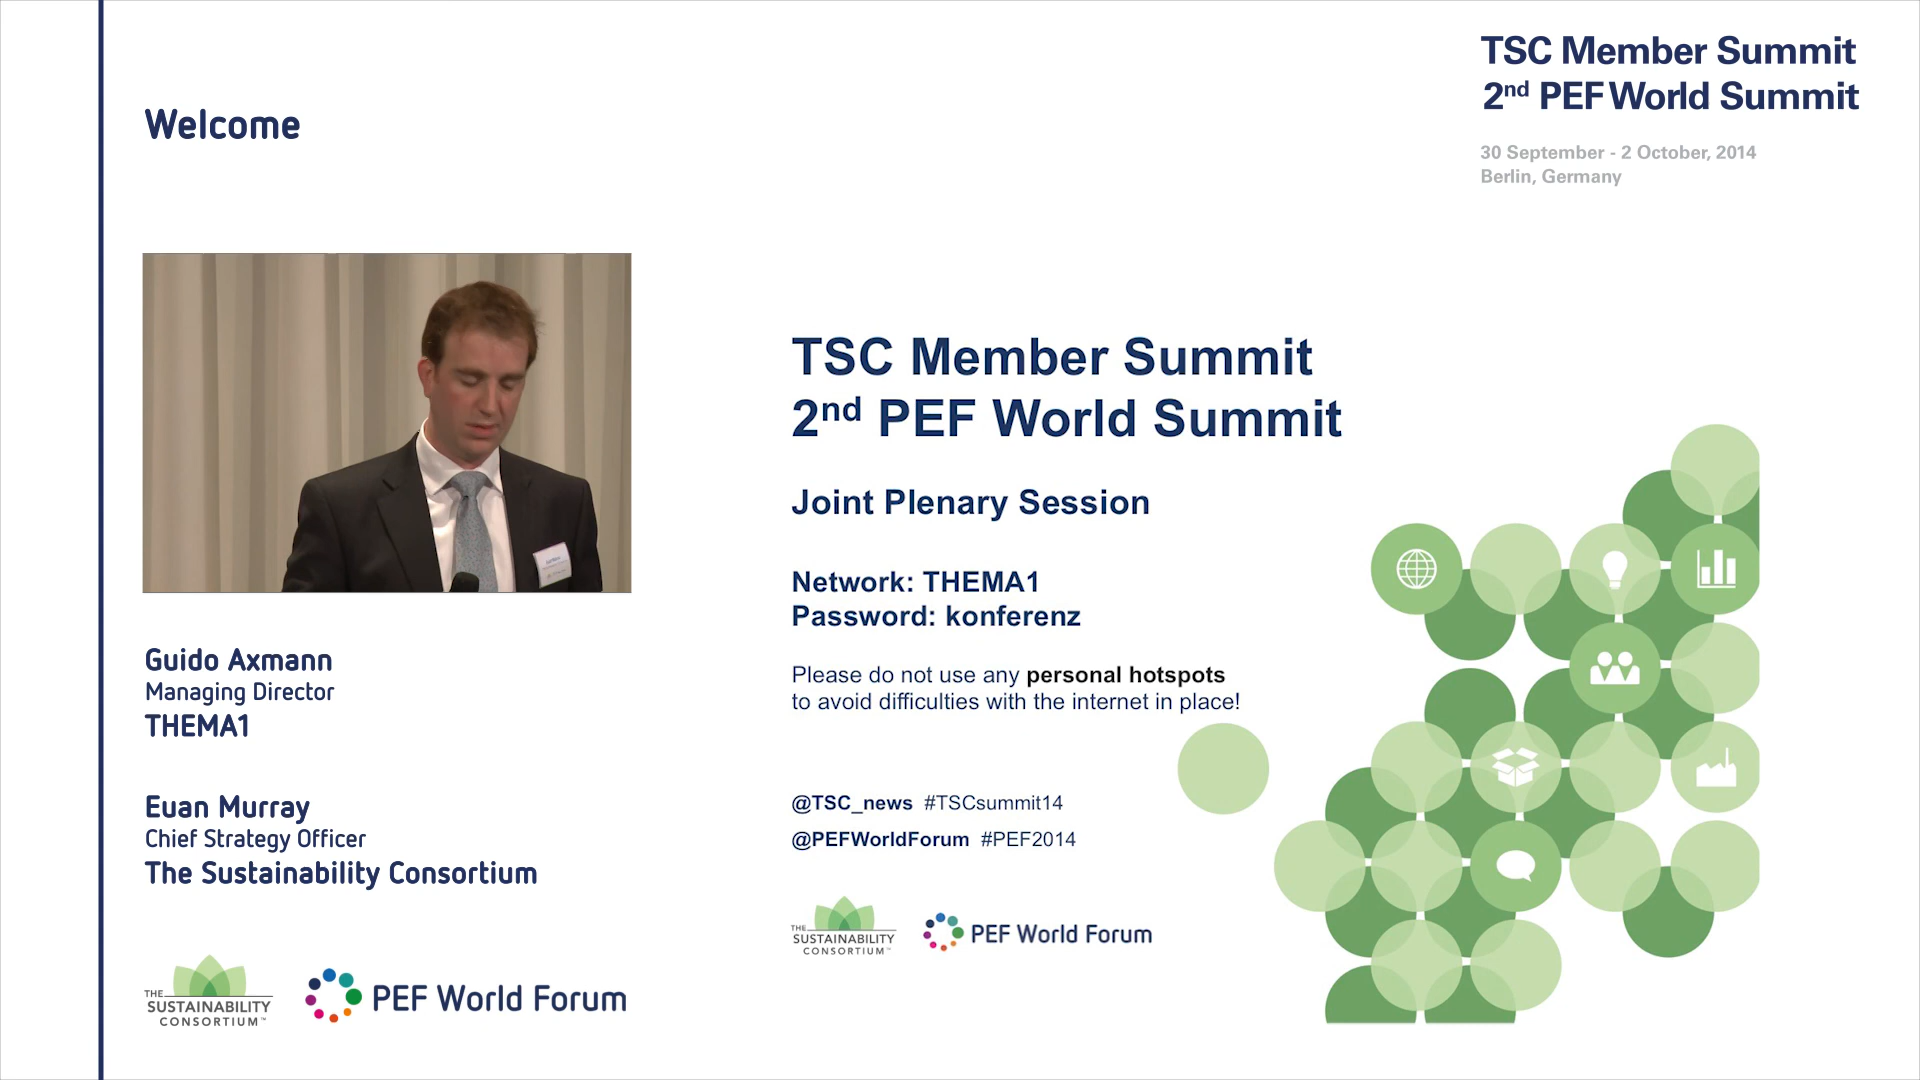 TSC Member Summit
2nd PEF World Summit
30 September - 2 October, 2014
Berlin, Germany
Welcome
Guido Axmann
Managing Director
THEMA1
Euan Murray
Chief Strategy Officer
The Sustainability Consortium
THE
SUSTAINABILITY
CONSORTIUM™
PEF World Forum
TSC Member Summit
2nd PEF World Summit
Joint Plenary Session
Network: THEMA1
Password: konferenz
Please do not use any personal hotspots
to avoid difficulties with the internet in place!
@TSC_news #TSCsummit14
@PEFWorldForum #PEF2014
THE
SUSTAINABILITY
CONSORTIUM™
PEF World Forum